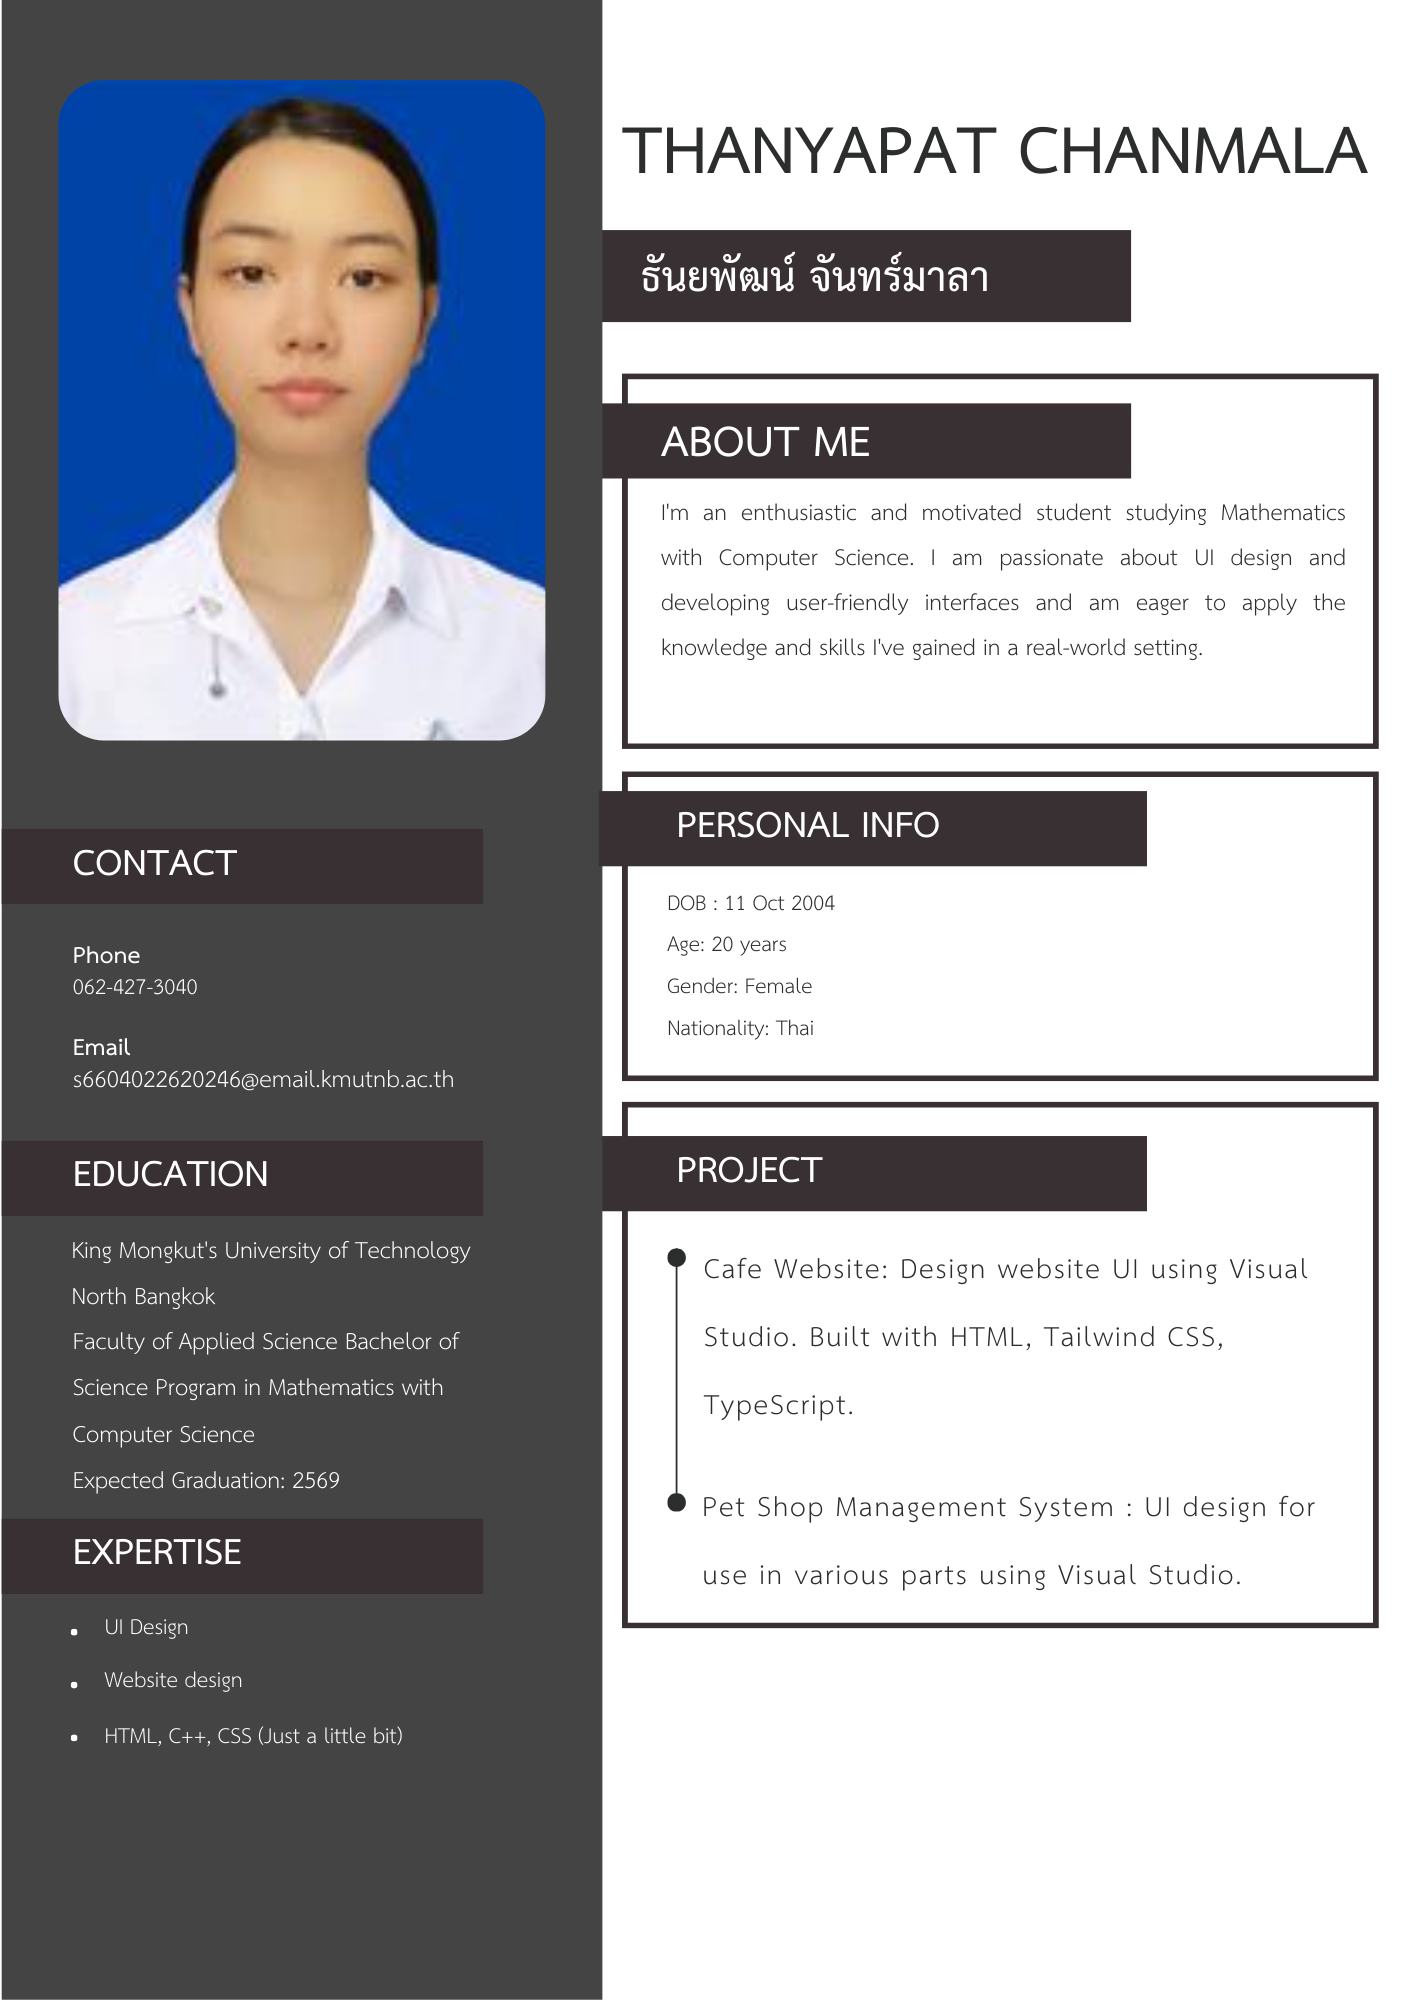 THANYAPAT CHANMALA
ธันยพัฒน์ จันทร์มาลา
ABOUT ME
I'm an enthusiastic and motivated student studying Mathematics
with Computer Science. I am passionate about UI design and
developing user-friendly interfaces and am eager to apply the
knowledge and skills I've gained in a real-world setting.
PERSONAL INFO
DOB : 11 Oct 2004
Age: 20 years
Gender: Female
Nationality: Thai
PROJECT
Cafe Website: Design website UI using Visual
Studio. Built with HTML, Tailwind CSS,
TypeScript.
Pet Shop Management System : UI design for
use in various parts using Visual Studio.
CONTACT
Phone
062-427-3040
Email
s6604022620246@email.kmutnb.ac.th
EDUCATION
King Mongkut's University of Technology
North Bangkok
Faculty of Applied Science Bachelor of
Science Program in Mathematics with
Computer Science
Expected Graduation: 2569
EXPERTISE
UI Design
Website design
HTML, C++, CSS (Just a little bit)